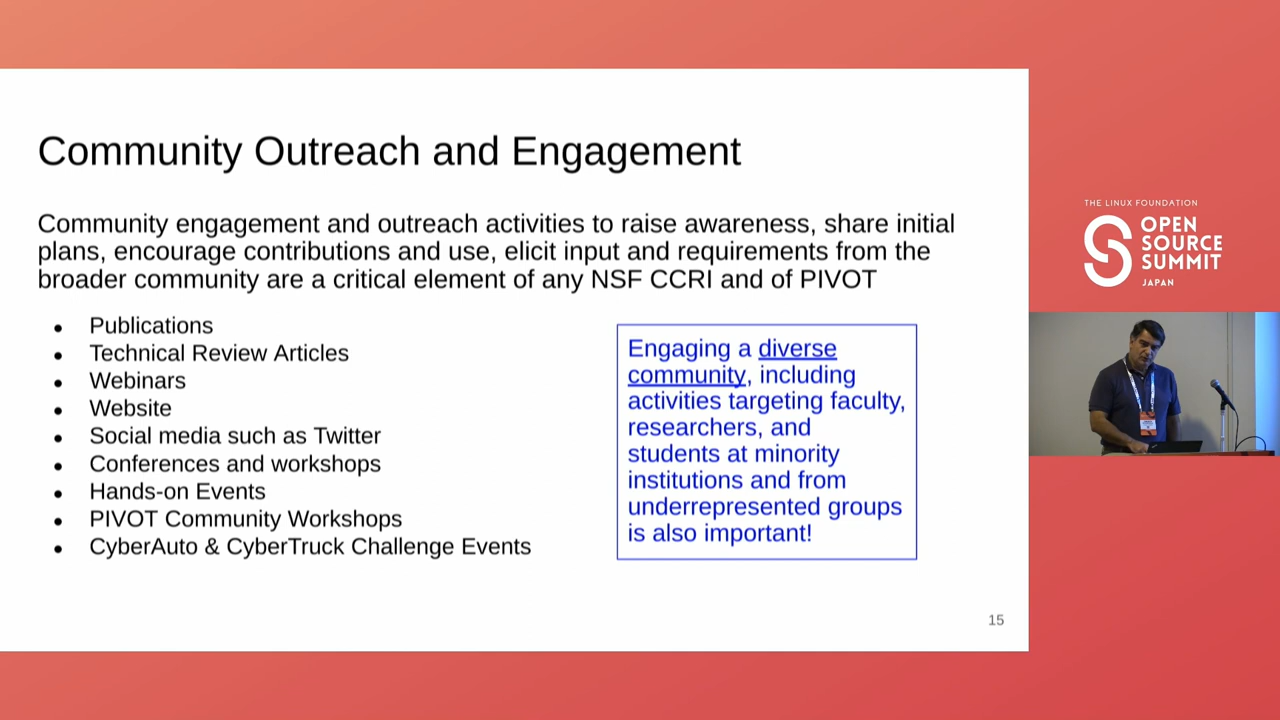 Community Outreach and Engagement
Community engagement and outreach activities to raise awareness, share initial
plans, encourage contributions and use, elicit input and requirements from the
broader community are a critical element of any NSF CCRI and of PIVOT
● Publications
● Technical Review Articles
● Webinars
● Website
● Social media such as Twitter
● Conferences and workshops
● Hands-on Events
● PIVOT Community Workshops
● CyberAuto & CyberTruck Challenge Events
Engaging a diverse
community, including
activities targeting faculty,
researchers, and
students at minority
institutions and from
underrepresented groups
is also important!
15
THE LINUX FOUNDATION
OPEN
SOURCE
SUMMIT
JAPAN